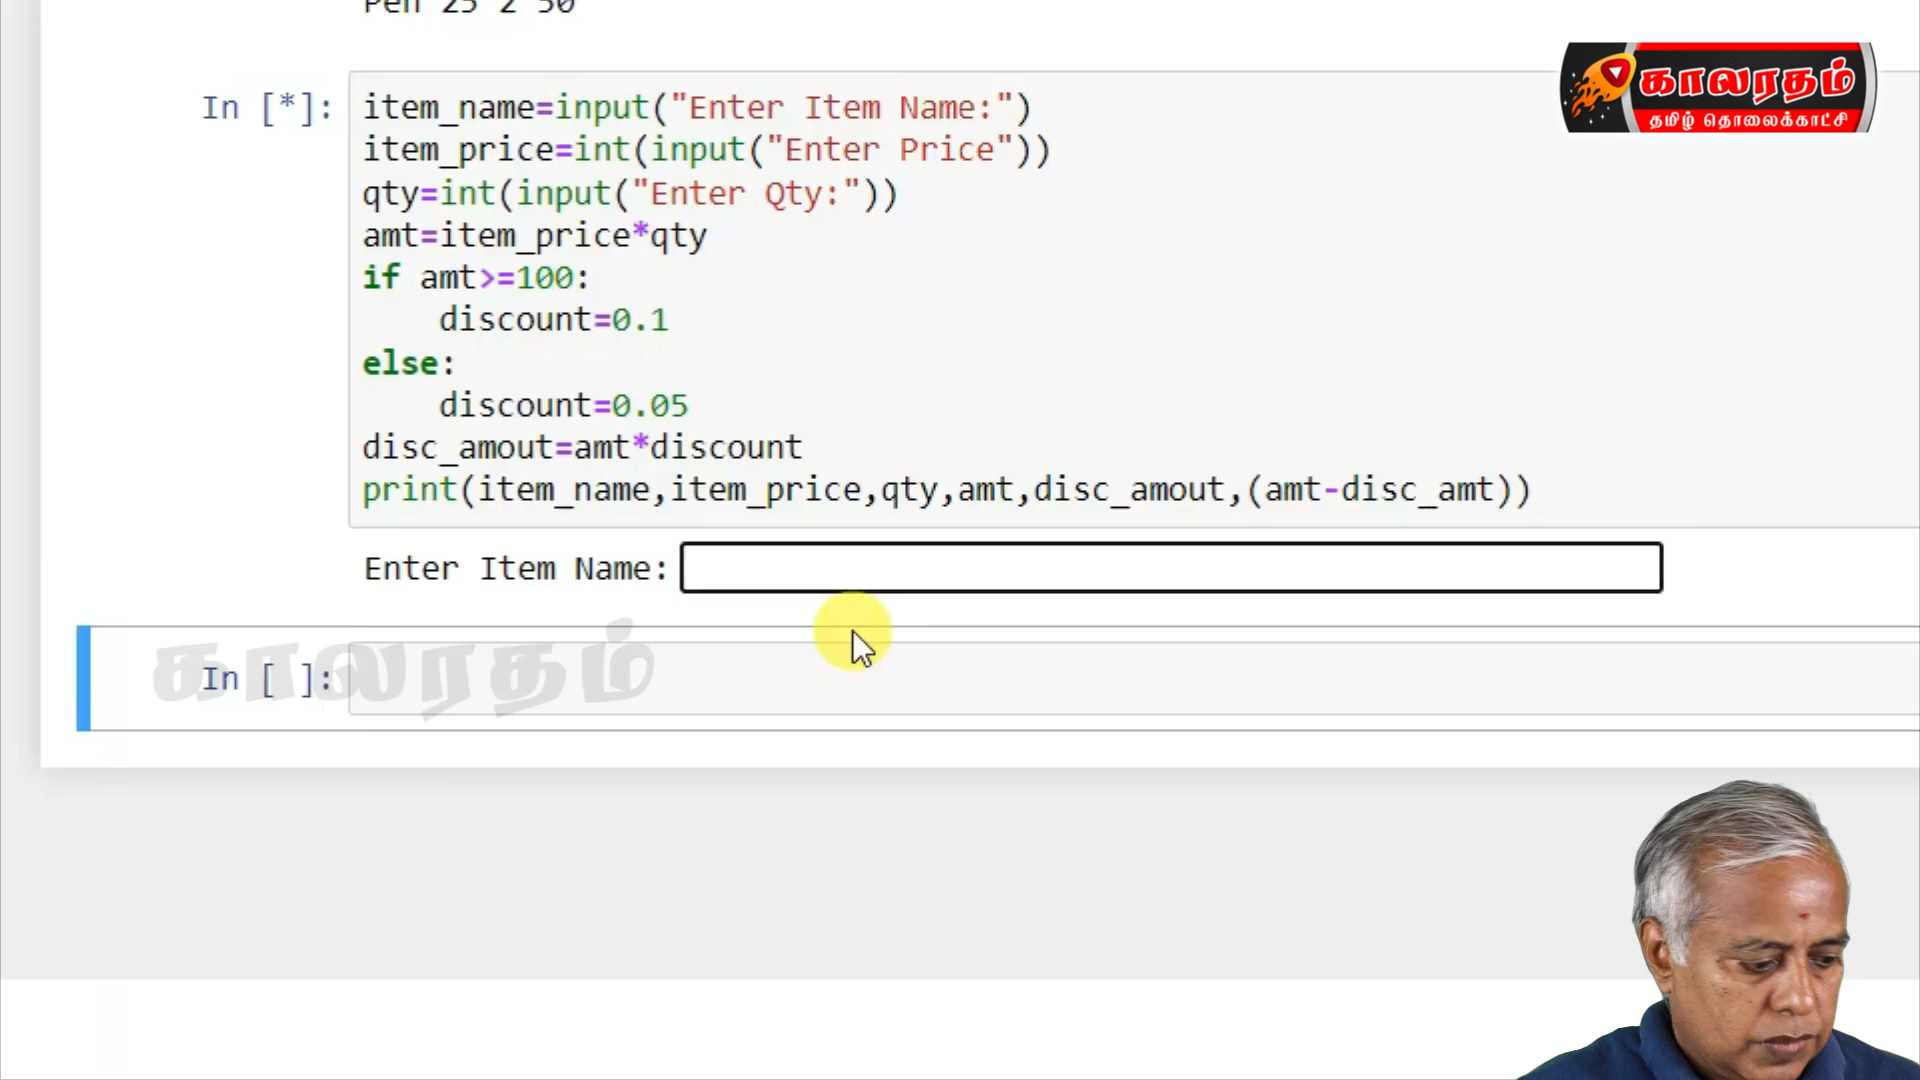 Pen 25 2 50
காலரதம்
தமிழ் தொலைக்காட்சி
In [*]:
item_name=input("Enter Item Name:")
item_price=int(input("Enter Price"))
qty=int(input("Enter Qty:"))
amt=item_price*qty
if amt>=100:
    discount=0.1
else:
    discount=0.05
disc_amout=amt*discount
print(item_name,item_price,qty,amt,disc_amout,(amt-disc_amt))
Enter Item Name:
காலரதம்
In [ ]: